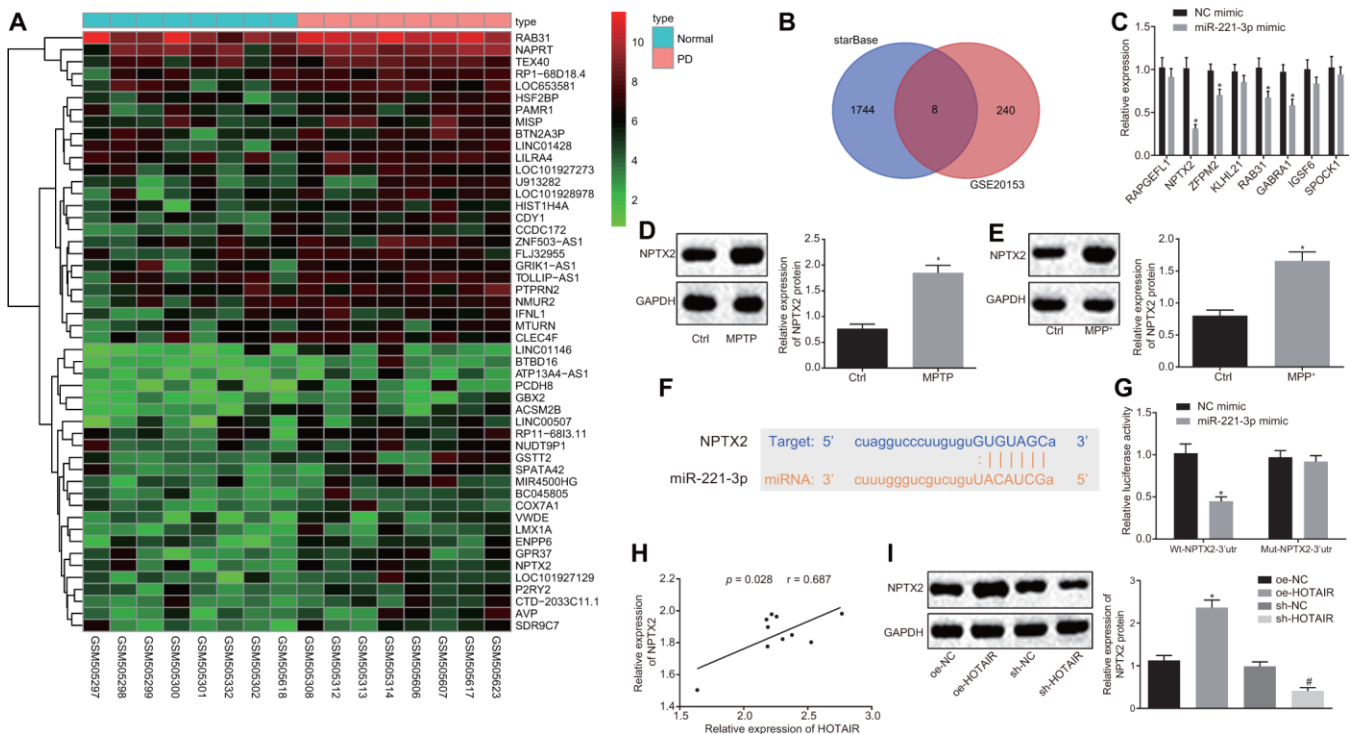 A
type
RAB31
NAPRT
TEX40
RP1-68D18.4
LOC653581
HSF2BP
PAMR1
MISP
BTN2A3P
LINC01428
LILRA4
LOC101927273
U913282
LOC101928978
HIST1H4A
CDY1
CCDC172
ZNF503-AS1
FLJ32955
GRIK1-AS1
TOLLIP-AS1
PTPRN2
NMUR2
IFNL1
MTURN
CLEC4F
LINC01146
BTBD16
ATP13A4-AS1
PCDH8
GBX2
ACSM2B
LINC00507
RP11-68I3.11
NUDT9P1
GSTT2
SPATA42
MIR4500HG
BC045805
COX7A1
VWDE
LMX1A
ENPP6
GPR37
NPTX2
LOC101927129
P2RY2
CTD-2033C11.1
AVP
SDR9C7
GSM505297
GSM505298
GSM505299
GSM505300
GSM505301
GSM505332
GSM505302
GSM505618
GSM505308
GSM505312
GSM505313
GSM505314
GSM505606
GSM505607
GSM505617
GSM505623
10
8
6
4
2
type
Normal
PD
B
starBase
1744
8
240
GSE20153
C
NC mimic
miR-221-3p mimic
Relative expression
1.5
1.0
0.5
0.0
* * * *
RAPGEFL1
NPTX2
ZFPM2
KLHL21
RAB31
GABRA1
IGSF6
SPOCK1
D
NPTX2
GAPDH
Ctrl MPTP
Relative expression
of NPTX2 protein
2.5
2.0
1.5
1.0
0.5
0.0
*
Ctrl MPTP
E
NPTX2
GAPDH
Ctrl MPP⁺
Relative expression
of NPTX2 protein
2.0
1.5
1.0
0.5
0.0
*
Ctrl MPP⁺
F
NPTX2 Target: 5’ cuaggucccuuguguGUGUAGCa 3’
: | | | | | |
miR-221-3p miRNA: 3’ cuuugggucgucuguUACAUCGa 5’
G
NC mimic
miR-221-3p mimic
Relative luciferase activity
1.5
1.0
0.5
0.0
*
Wt-NPTX2-3’utr Mut-NPTX2-3’utr
H
p = 0.028 r = 0.687
Relative expression
of NPTX2
2.2
2.0
1.8
1.6
1.4
1.5 2.0 2.5 3.0
Relative expression of HOTAIR
I
NPTX2
GAPDH
oe-NC
oe-HOTAIR
sh-NC
sh-HOTAIR
Relative expression of
NPTX2 protein
3
2
1
0
*
#
oe-NC
oe-HOTAIR
sh-NC
sh-HOTAIR